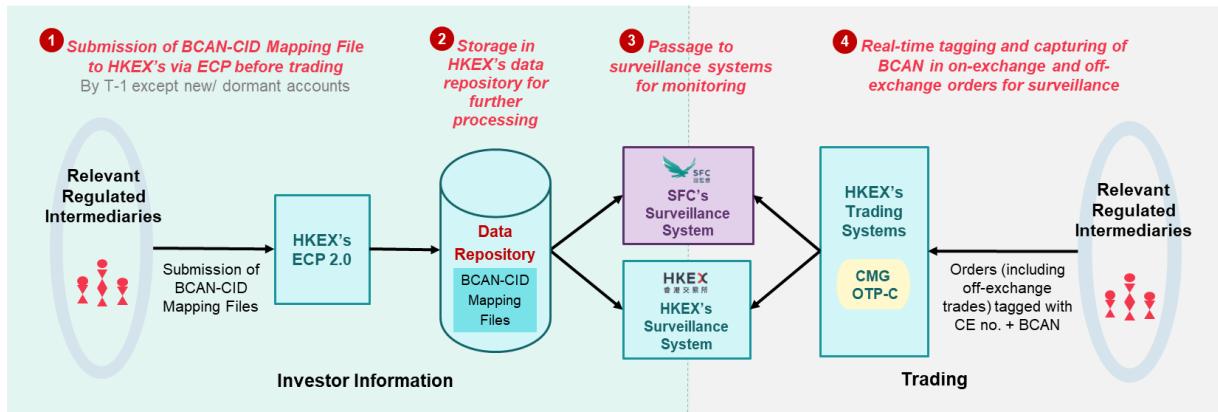 1
Submission of BCAN-CID Mapping File
to HKEX's via ECP before trading
By T-1 except new/ dormant accounts
2
Storage in
HKEX's data
repository for
further
processing
3
Passage to
surveillance systems
for monitoring
4
Real-time tagging and capturing of
BCAN in on-exchange and off-
exchange orders for surveillance
Relevant
Regulated
Intermediaries
Submission of
BCAN-CID
Mapping Files
HKEX's
ECP 2.0
Data
Repository
BCAN-CID
Mapping
Files
SFC
證監會
SFC's
Surveillance
System
HKEX
香港交易所
HKEX's
Surveillance
System
HKEX's
Trading
Systems
CMG
OTP-C
Orders (including
off-exchange
trades) tagged with
CE no. + BCAN
Relevant
Regulated
Intermediaries
Investor Information
Trading